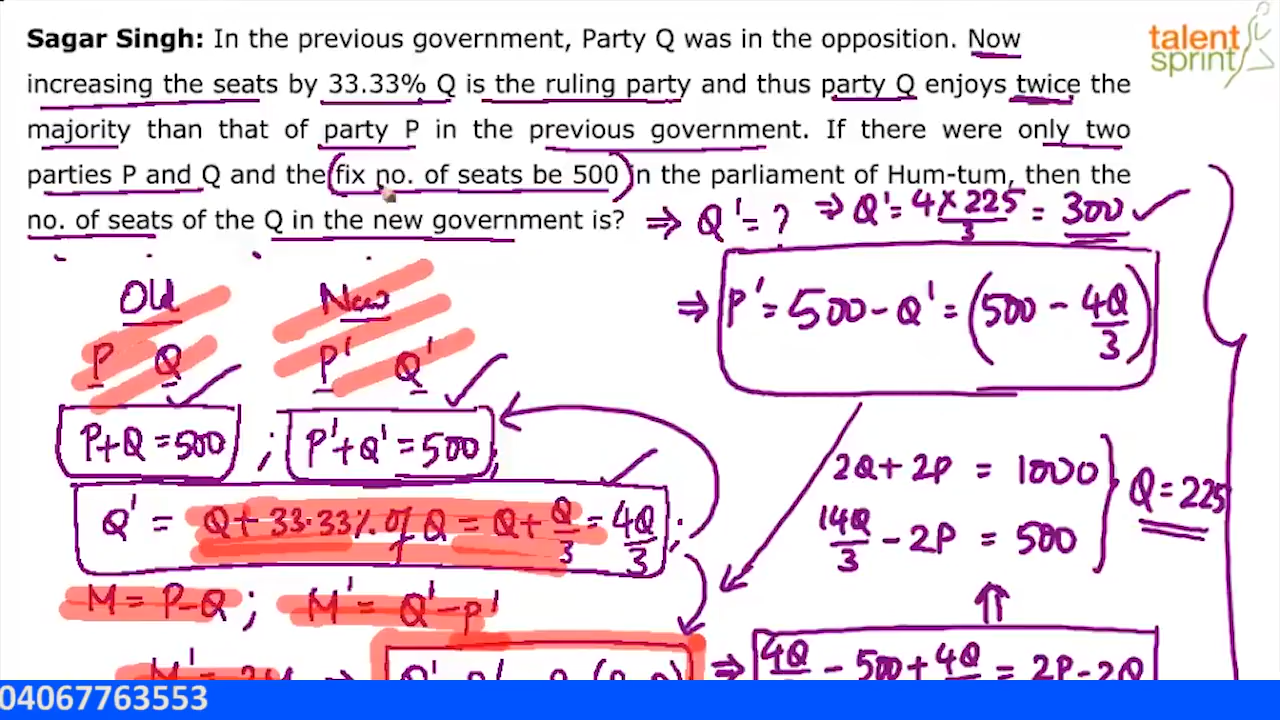 Sagar Singh: In the previous government, Party Q was in the opposition. Now
increasing the seats by 33.33% Q is the ruling party and thus party Q enjoys twice the
majority than that of party P in the previous government. If there were only two
parties P and Q and the fix no. of seats be 500 in the parliament of Hum-tum, then the
no. of seats of the Q in the new government is?
talent
sprint
⇒ Q' = ? ⇒ Q' = 4 × 225/3 = 300
⇒ P' = 500 - Q' = (500 - 4Q/3)
Old New
P Q P' Q'
P+Q = 500 ; P'+Q' = 500
Q' = Q + 33.33% of Q = Q + Q/3 = 4Q/3 ;
M = P-Q ; M' = Q'-P'
2Q + 2P = 1000
14Q/3 - 2P = 500
Q = 225
⇒ 4Q - 500 + 4Q = 2P - 2Q
04067763553